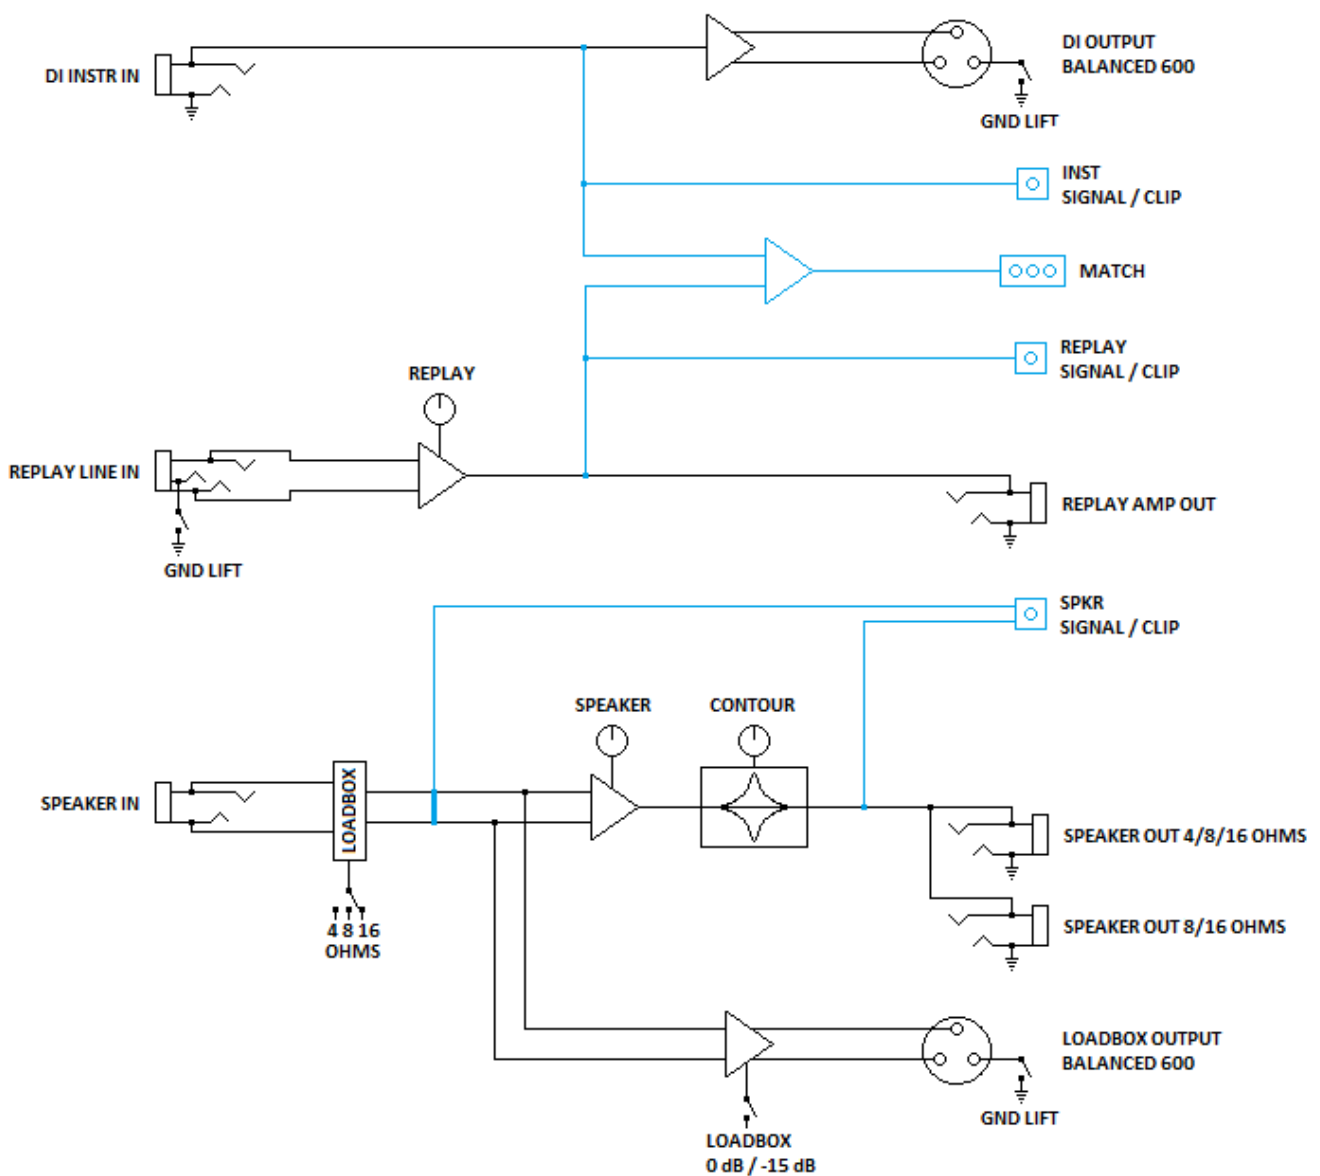 DI INSTR IN
DI OUTPUT
BALANCED 600
GND LIFT
INST
SIGNAL / CLIP
MATCH
REPLAY
SIGNAL / CLIP
REPLAY
REPLAY LINE IN
GND LIFT
REPLAY AMP OUT
SPKR
SIGNAL / CLIP
SPEAKER
CONTOUR
SPEAKER IN
LOADBOX
4 8 16
OHMS
SPEAKER OUT 4/8/16 OHMS
SPEAKER OUT 8/16 OHMS
LOADBOX OUTPUT
BALANCED 600
GND LIFT
LOADBOX
0 dB / -15 dB